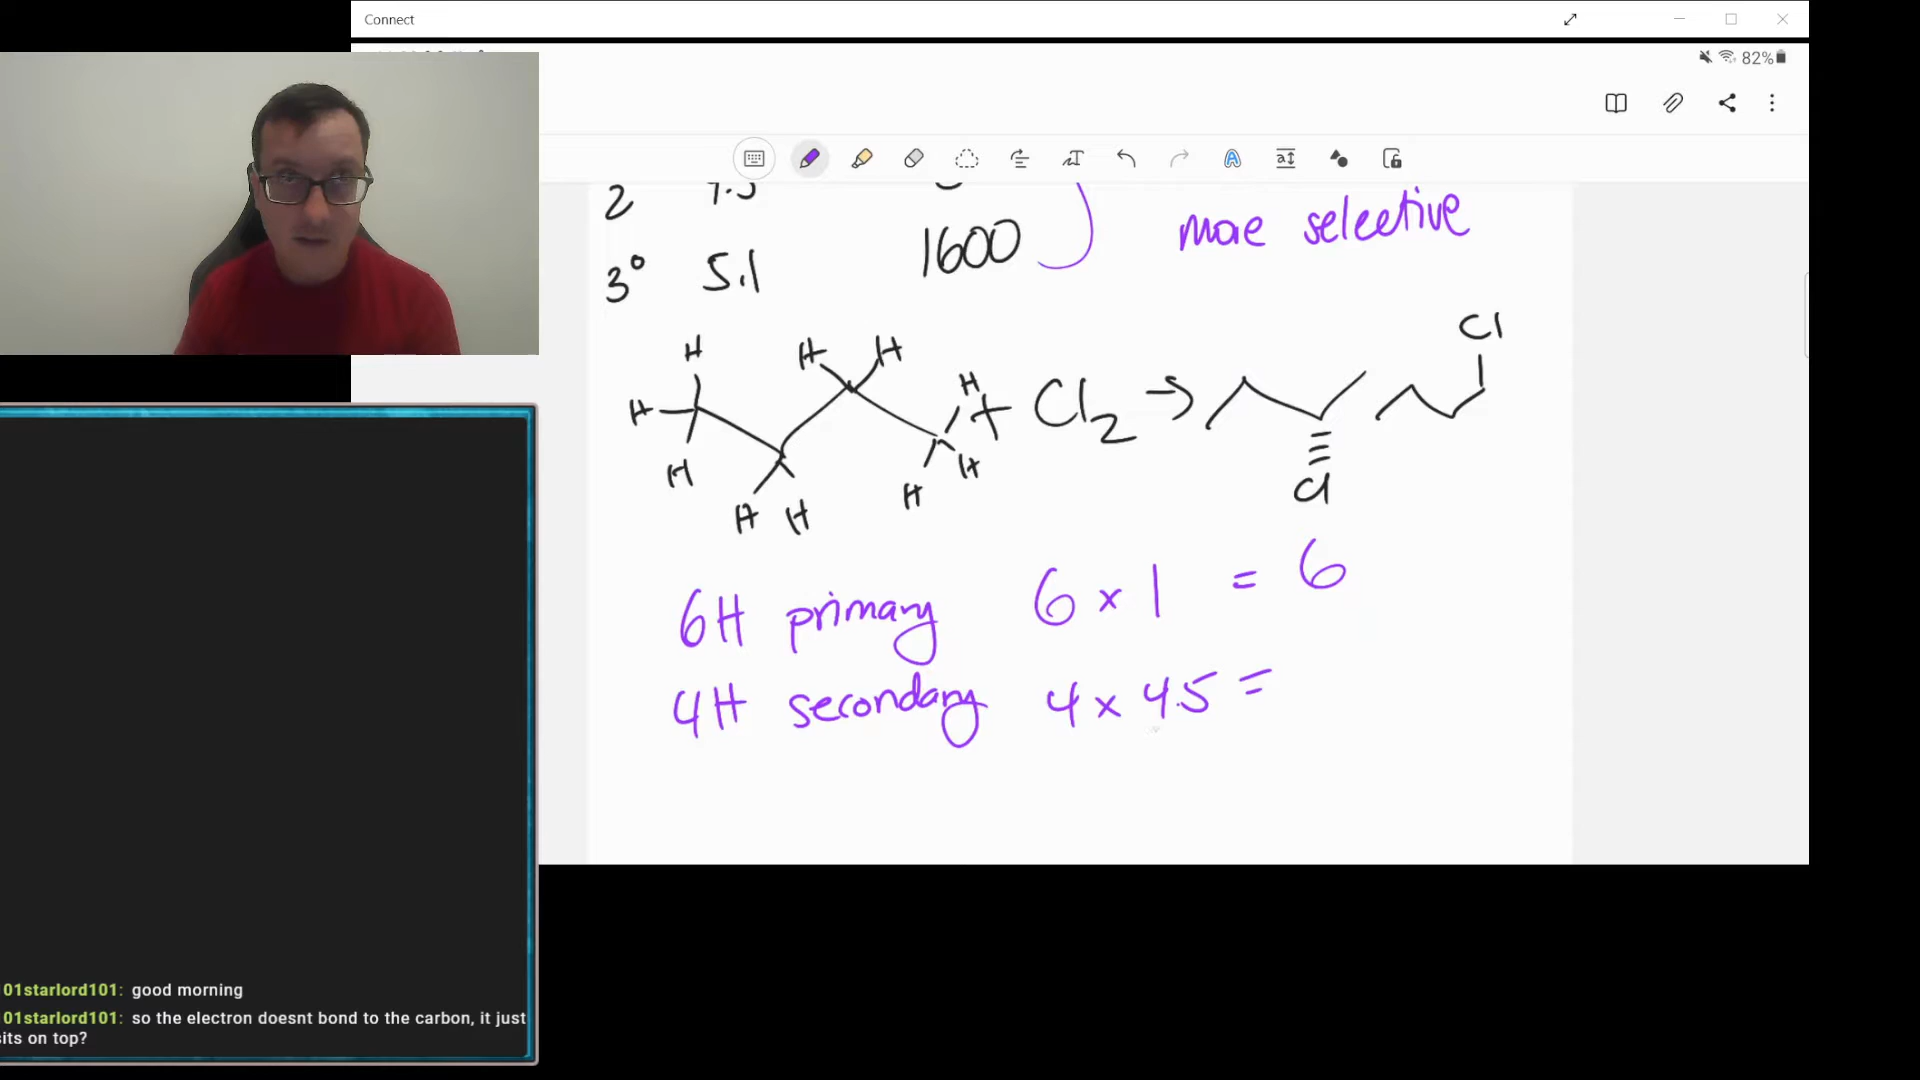 Connect
82%
2
more selective
1600
3° 5.1
Cl
H H H
H H
H + Cl2 →
H H
H
H H Cl
6H primary 6 x 1 = 6
4H secondary 4 x 4.5 =
01starlord101: good morning
01starlord101: so the electron doesnt bond to the carbon, it just
sits on top?